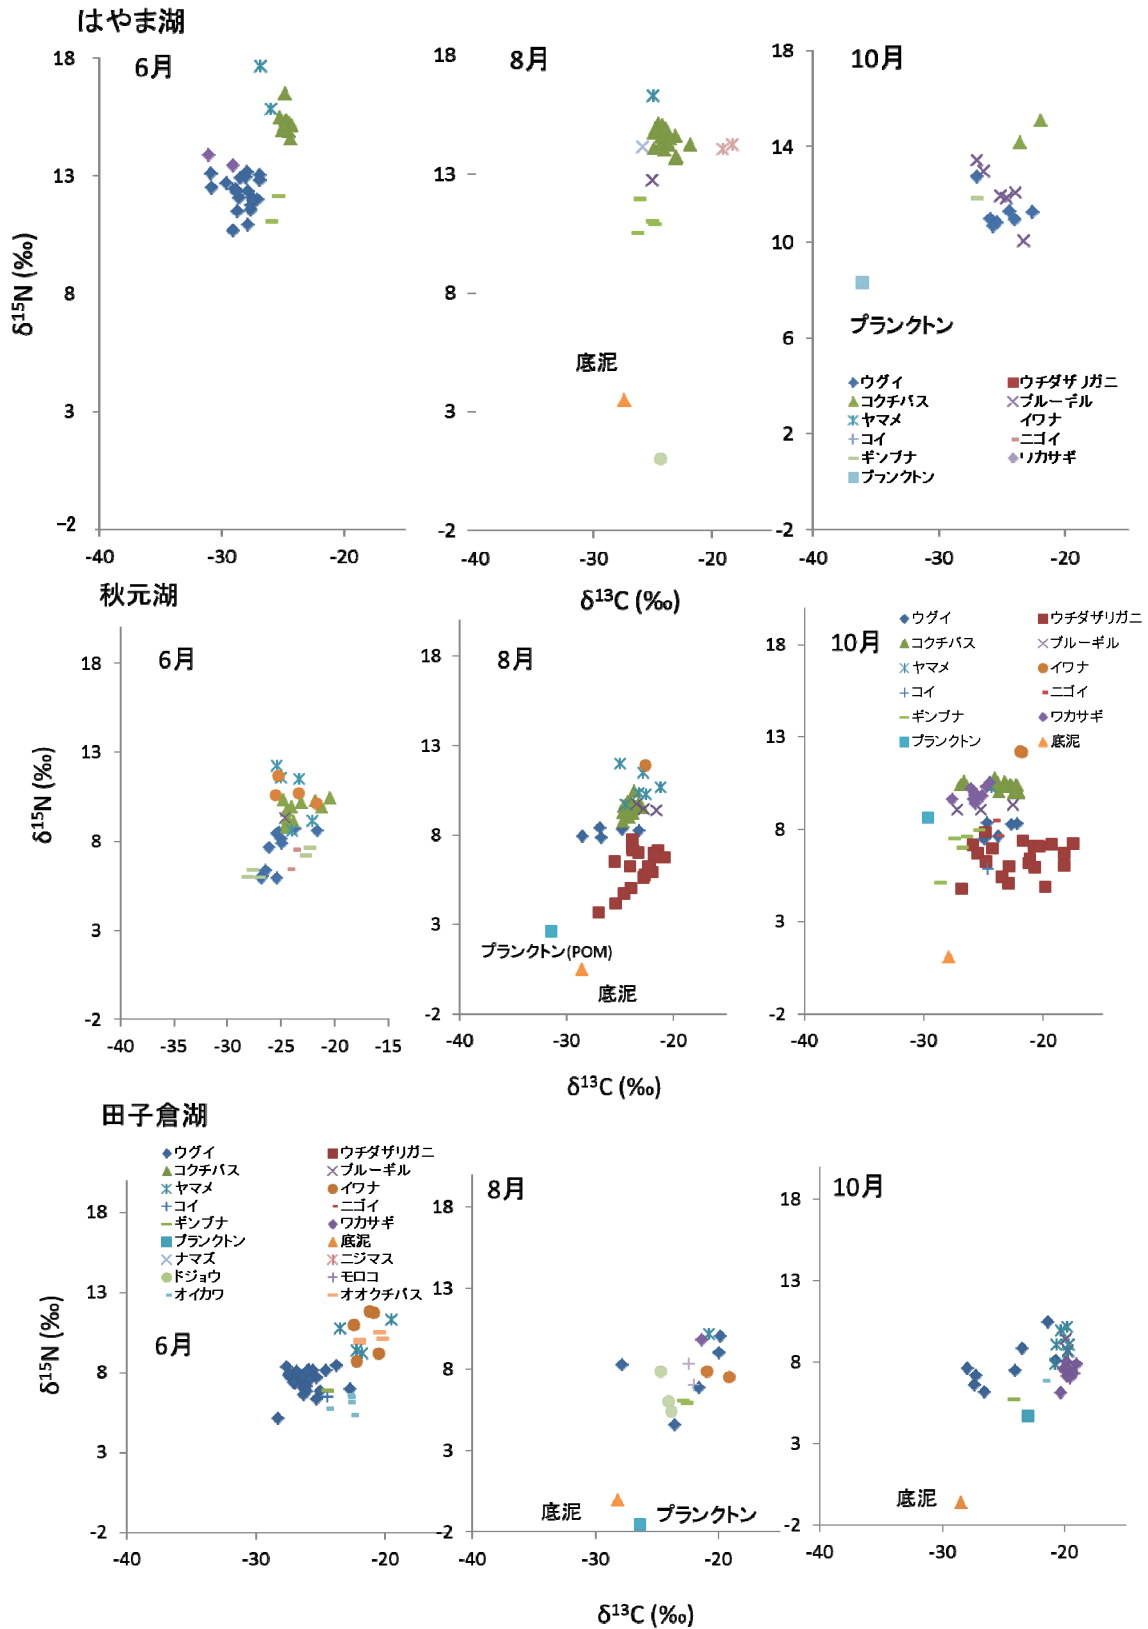 はやま湖
6月
8月
10月
18
13
8
3
-2
-40
-30
-20
δ15N (‰)
18
13
8
3
-2
-40
-30
-20
底泥
18
14
10
6
2
-2
-40
-30
-20
プランクトン
ウグイ
ウチダザリガニ
コクチバス
ブルーギル
ヤマメ
イワナ
コイ
ニゴイ
ギンブナ
ワカサギ
プランクトン
δ13C (‰)
秋元湖
6月
8月
10月
18
13
8
3
-2
-40
-35
-30
-25
-20
-15
δ15N (‰)
18
13
8
3
-2
-40
-30
-20
プランクトン(POM)
底泥
18
13
8
3
-2
-40
-30
-20
ウグイ
ウチダザリガニ
コクチバス
ブルーギル
ヤマメ
イワナ
コイ
ニゴイ
ギンブナ
ワカサギ
プランクトン
底泥
δ13C (‰)
田子倉湖
ウグイ
ウチダザリガニ
コクチバス
ブルーギル
ヤマメ
イワナ
コイ
ニゴイ
ギンブナ
ワカサギ
プランクトン
底泥
ナマズ
ニジマス
ドジョウ
モロコ
オイカワ
オオクチバス
6月
8月
10月
18
13
8
3
-2
-40
-30
-20
δ15N (‰)
18
13
8
3
-2
-30
-20
底泥
プランクトン
18
13
8
3
-2
-40
-30
-20
底泥
δ13C (‰)